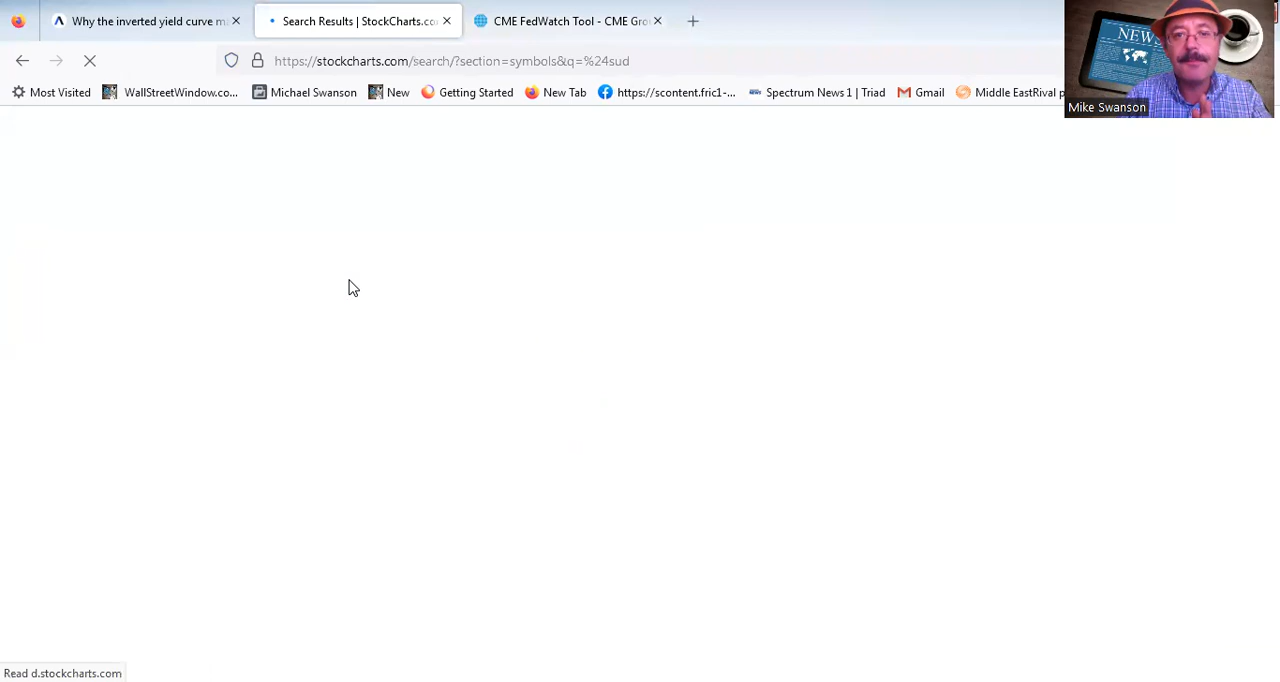 Why the inverted yield curve m
Search Results | StockCharts.co
CME FedWatch Tool - CME Gro
https://stockcharts.com/search/?section=symbols&q=%24sud
Most Visited
WallStreetWindow.co...
Michael Swanson
New
Getting Started
New Tab
https://scontent.fric1-...
Spectrum News 1 | Triad
Gmail
Middle EastRival p
NEWS
Mike Swanson
Read d.stockcharts.com